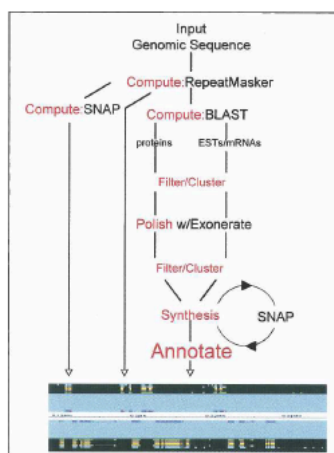 Input
Genomic Sequence
Compute:RepeatMasker
Compute:SNAP
Compute:BLAST
proteins
ESTs/mRNAs
Filter/Cluster
Polish w/Exonerate
Filter/Cluster
Synthesis
SNAP
Annotate